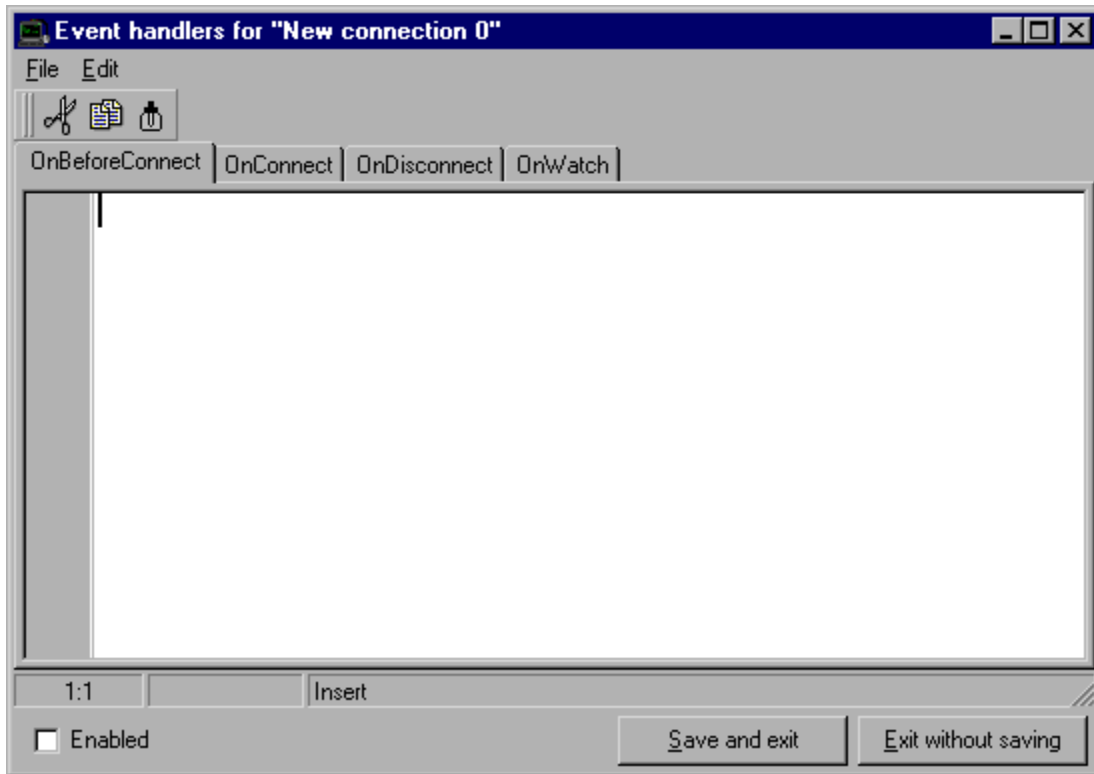 Event handlers for "New connection 0"
File Edit
OnBeforeConnect OnConnect OnDisconnect OnWatch
1:1 Insert
Enabled Save and exit Exit without saving